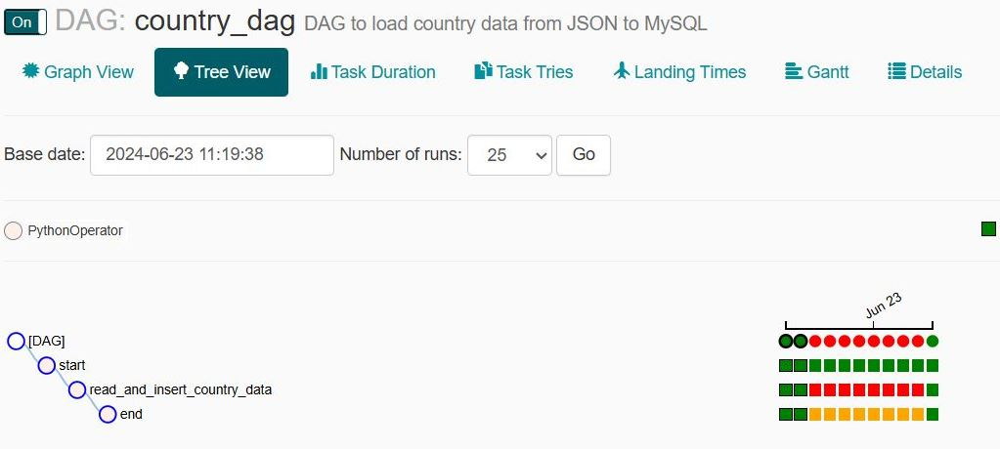 On DAG: country_dag DAG to load country data from JSON to MySQL
Graph View Tree View Task Duration Task Tries Landing Times Gantt Details
Base date: 2024-06-23 11:19:38 Number of runs: 25 Go
PythonOperator
Jun 23
[DAG]
start
read_and_insert_country_data
end